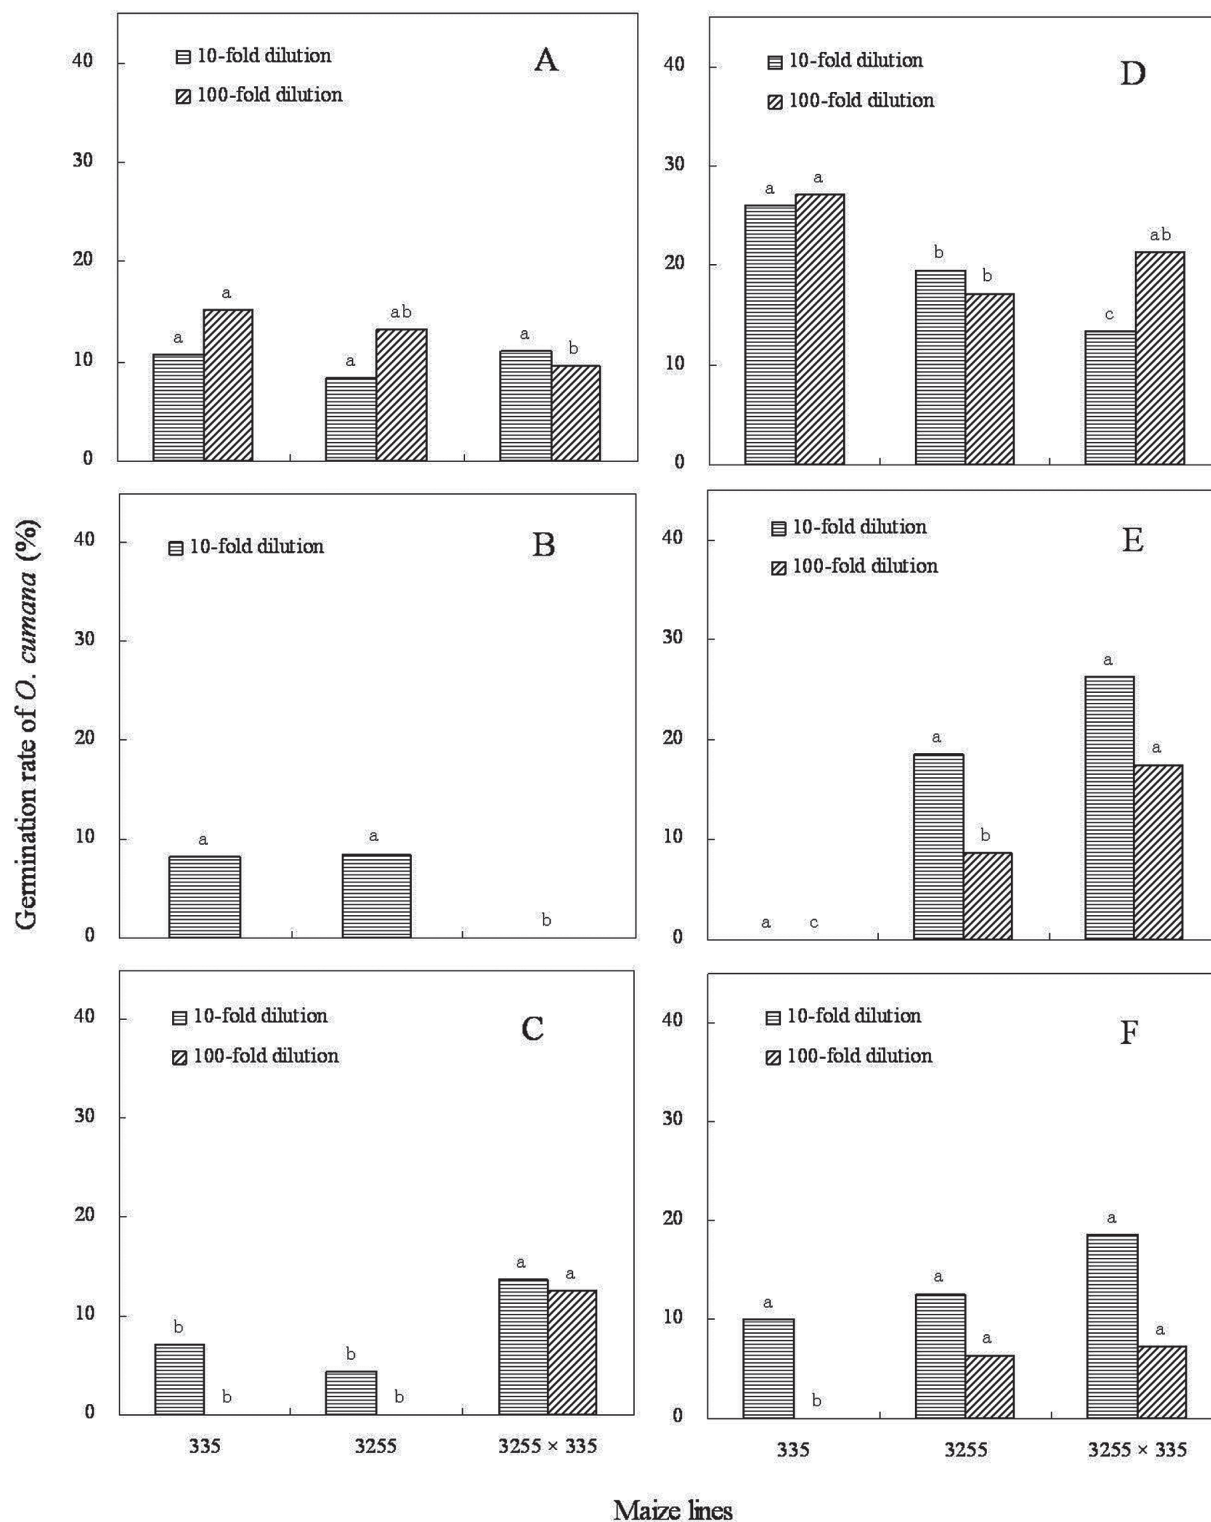 Germination rate of O. cumana (%)
A
10-fold dilution
100-fold dilution
40
30
20
10
0
a
a
a
ab
a
b
D
10-fold dilution
100-fold dilution
40
30
20
10
0
a
a
b
b
c
ab
B
10-fold dilution
40
30
20
10
0
a
a
b
E
10-fold dilution
100-fold dilution
40
30
20
10
0
a
c
a
b
a
a
C
10-fold dilution
100-fold dilution
40
30
20
10
0
b
b
b
b
a
a
335
3255
3255 × 335
F
10-fold dilution
100-fold dilution
40
30
20
10
0
a
b
a
a
a
a
335
3255
3255 × 335
Maize lines